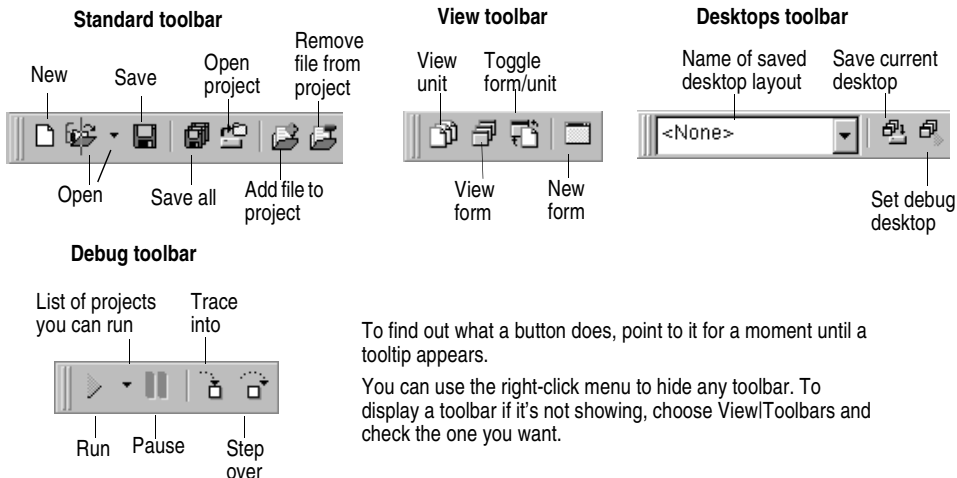 Standard toolbar
New
Save
Open
project
Remove
file from
project
Open
Save all
Add file to
project
View toolbar
View
unit
Toggle
form/unit
View
form
New
form
Desktops toolbar
Name of saved
desktop layout
Save current
desktop
<None>
Set debug
desktop
Debug toolbar
List of projects
you can run
Trace
into
Run
Pause
Step
over
To find out what a button does, point to it for a moment until a
tooltip appears.
You can use the right-click menu to hide any toolbar. To
display a toolbar if it's not showing, choose View|Toolbars and
check the one you want.